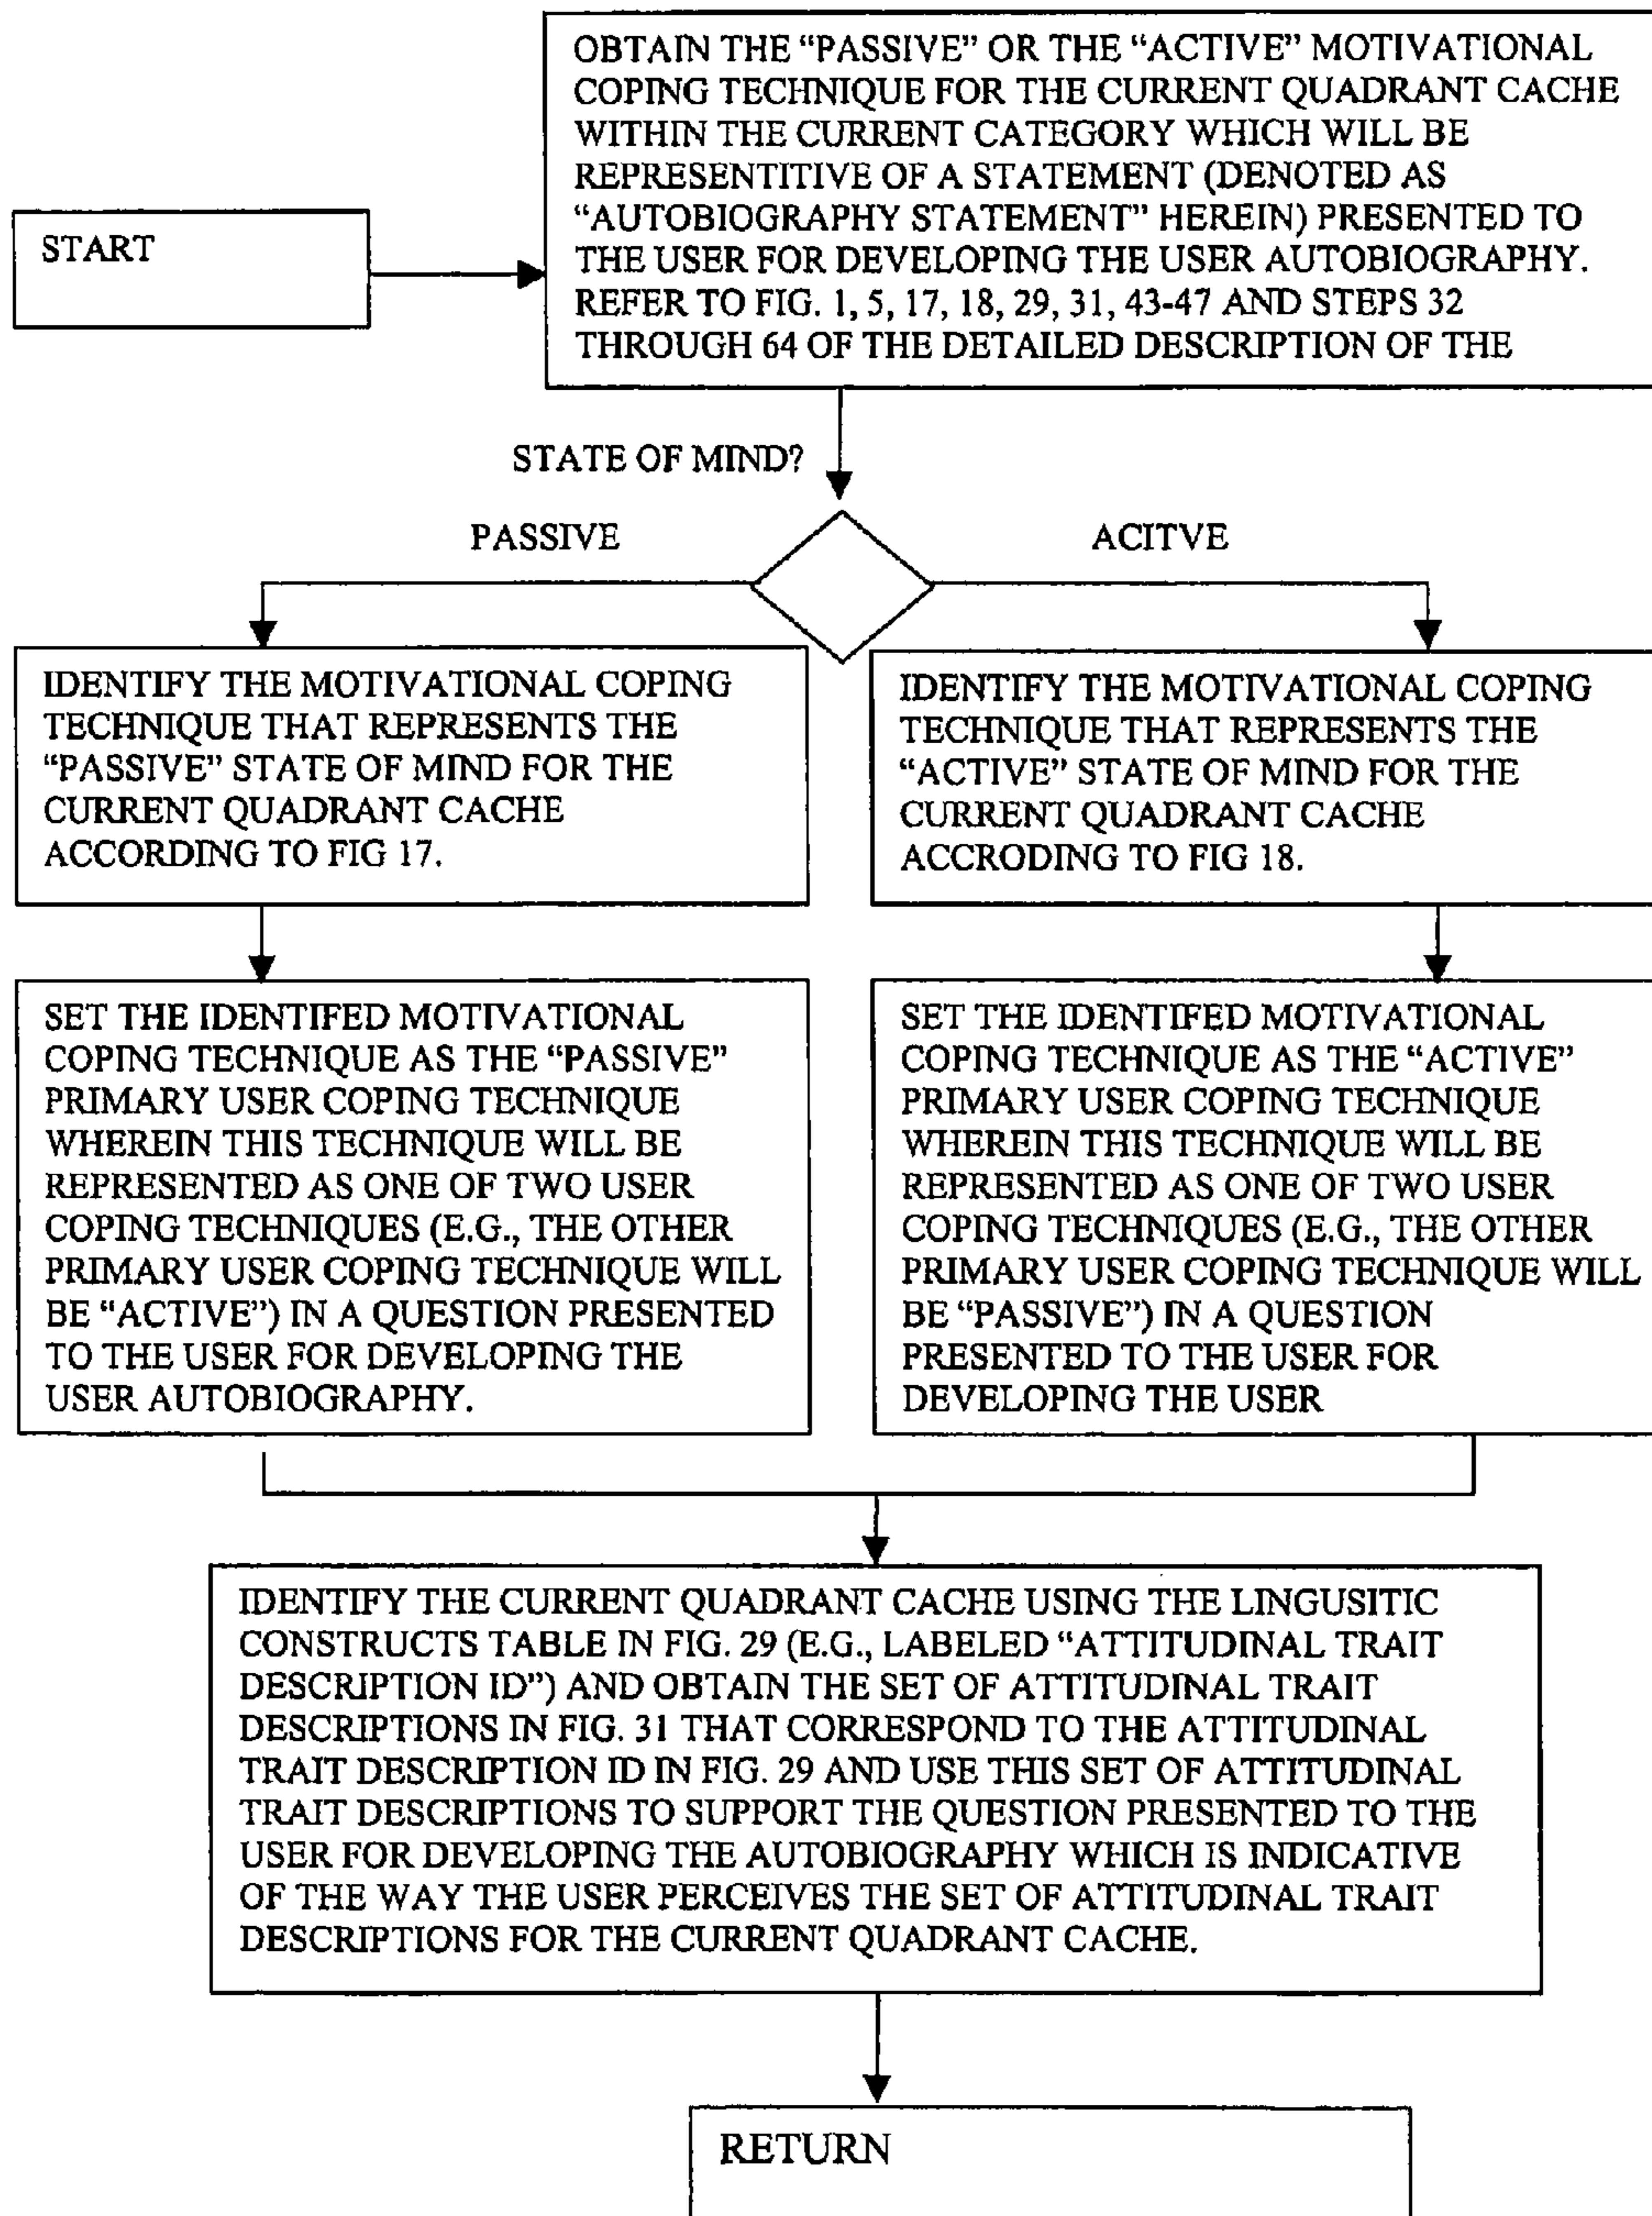 START
OBTAIN THE “PASSIVE” OR THE “ACTIVE” MOTIVATIONAL
COPING TECHNIQUE FOR THE CURRENT QUADRANT CACHE
WITHIN THE CURRENT CATEGORY WHICH WILL BE
REPRESENTITIVE OF A STATEMENT (DENOTED AS
“AUTOBIOGRAPHY STATEMENT” HEREIN) PRESENTED TO
THE USER FOR DEVELOPING THE USER AUTOBIOGRAPHY.
REFER TO FIG. 1, 5, 17, 18, 29, 31, 43-47 AND STEPS 32
THROUGH 64 OF THE DETAILED DESCRIPTION OF THE
STATE OF MIND?
PASSIVE
ACITVE
IDENTIFY THE MOTIVATIONAL COPING
TECHNIQUE THAT REPRESENTS THE
“PASSIVE” STATE OF MIND FOR THE
CURRENT QUADRANT CACHE
ACCORDING TO FIG 17.
IDENTIFY THE MOTIVATIONAL COPING
TECHNIQUE THAT REPRESENTS THE
“ACTIVE” STATE OF MIND FOR THE
CURRENT QUADRANT CACHE
ACCRODING TO FIG 18.
SET THE IDENTIFED MOTIVATIONAL
COPING TECHNIQUE AS THE “PASSIVE”
PRIMARY USER COPING TECHNIQUE
WHEREIN THIS TECHNIQUE WILL BE
REPRESENTED AS ONE OF TWO USER
COPING TECHNIQUES (E.G., THE OTHER
PRIMARY USER COPING TECHNIQUE WILL
BE “ACTIVE”) IN A QUESTION PRESENTED
TO THE USER FOR DEVELOPING THE
USER AUTOBIOGRAPHY.
SET THE IDENTIFED MOTIVATIONAL
COPING TECHNIQUE AS THE “ACTIVE”
PRIMARY USER COPING TECHNIQUE
WHEREIN THIS TECHNIQUE WILL BE
REPRESENTED AS ONE OF TWO USER
COPING TECHNIQUES (E.G., THE OTHER
PRIMARY USER COPING TECHNIQUE WILL
BE “PASSIVE”) IN A QUESTION
PRESENTED TO THE USER FOR
DEVELOPING THE USER
IDENTIFY THE CURRENT QUADRANT CACHE USING THE LINGUSITIC
CONSTRUCTS TABLE IN FIG. 29 (E.G., LABELED “ATTITUDINAL TRAIT
DESCRIPTION ID”) AND OBTAIN THE SET OF ATTITUDINAL TRAIT
DESCRIPTIONS IN FIG. 31 THAT CORRESPOND TO THE ATTITUDINAL
TRAIT DESCRIPTION ID IN FIG. 29 AND USE THIS SET OF ATTITUDINAL
TRAIT DESCRIPTIONS TO SUPPORT THE QUESTION PRESENTED TO THE
USER FOR DEVELOPING THE AUTOBIOGRAPHY WHICH IS INDICATIVE
OF THE WAY THE USER PERCEIVES THE SET OF ATTITUDINAL TRAIT
DESCRIPTIONS FOR THE CURRENT QUADRANT CACHE.
RETURN